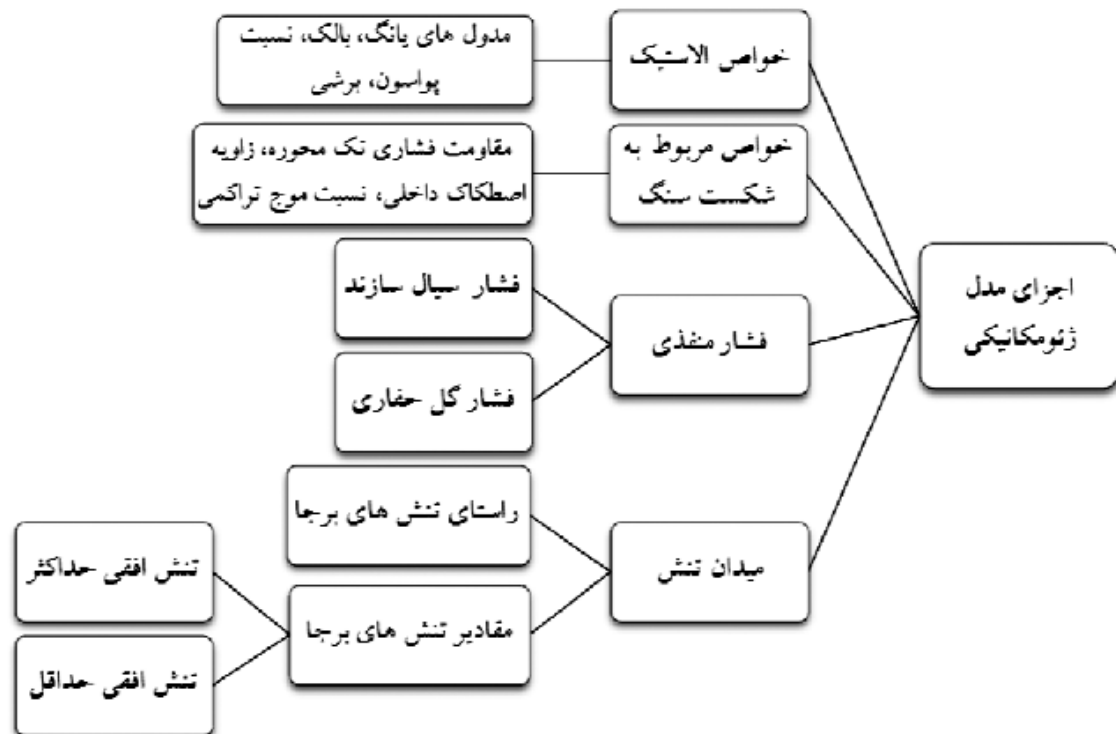 اجزای مدل
ژئومکانیکی
خواص الاستیک
مدول های یانگ، بالک، نسبت
پواسون، برشی
خواص مربوط به
شکست سنگ
مقاومت فشاری تک محوره، زاویه
اصطکاک داخلی، نسبت موج تراکمی
فشار منفذی
فشار سیال سازند
فشار گل حفاری
میدان تنش
راستای تنش های برجا
مقادیر تنش های برجا
تنش افقی حداکثر
تنش افقی حداقل